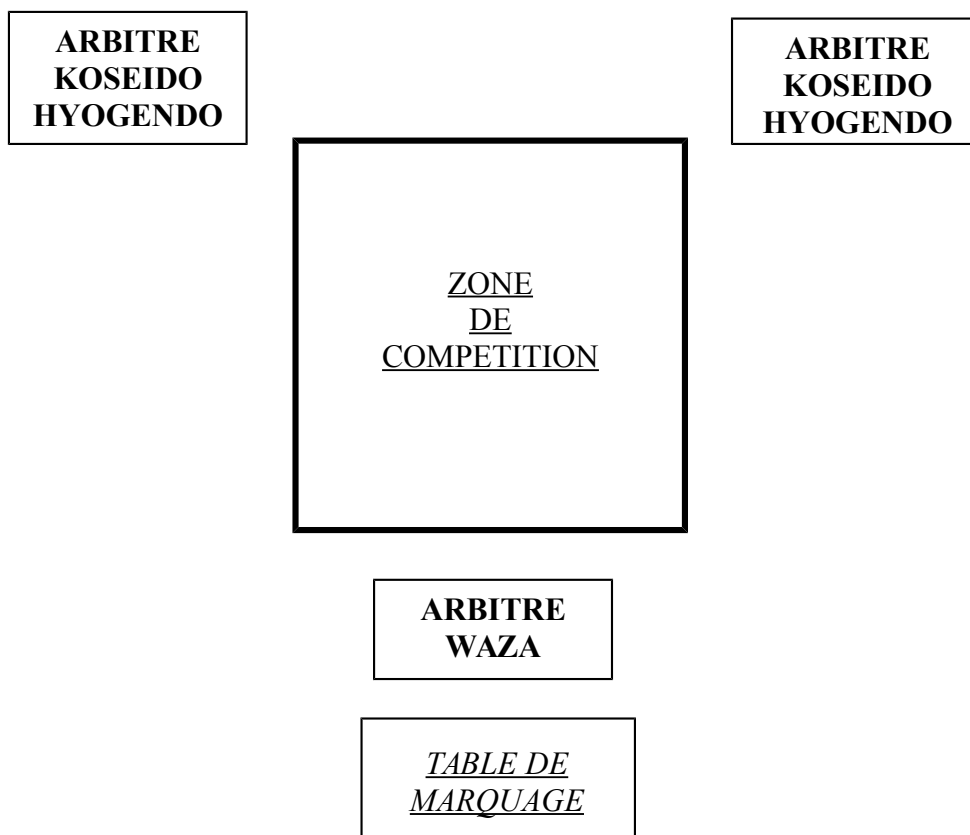 ARBITRE
KOSEIDO
HYOGENDO
ARBITRE
KOSEIDO
HYOGENDO
ZONE
DE
COMPETITION
ARBITRE
WAZA
TABLE DE
MARQUAGE